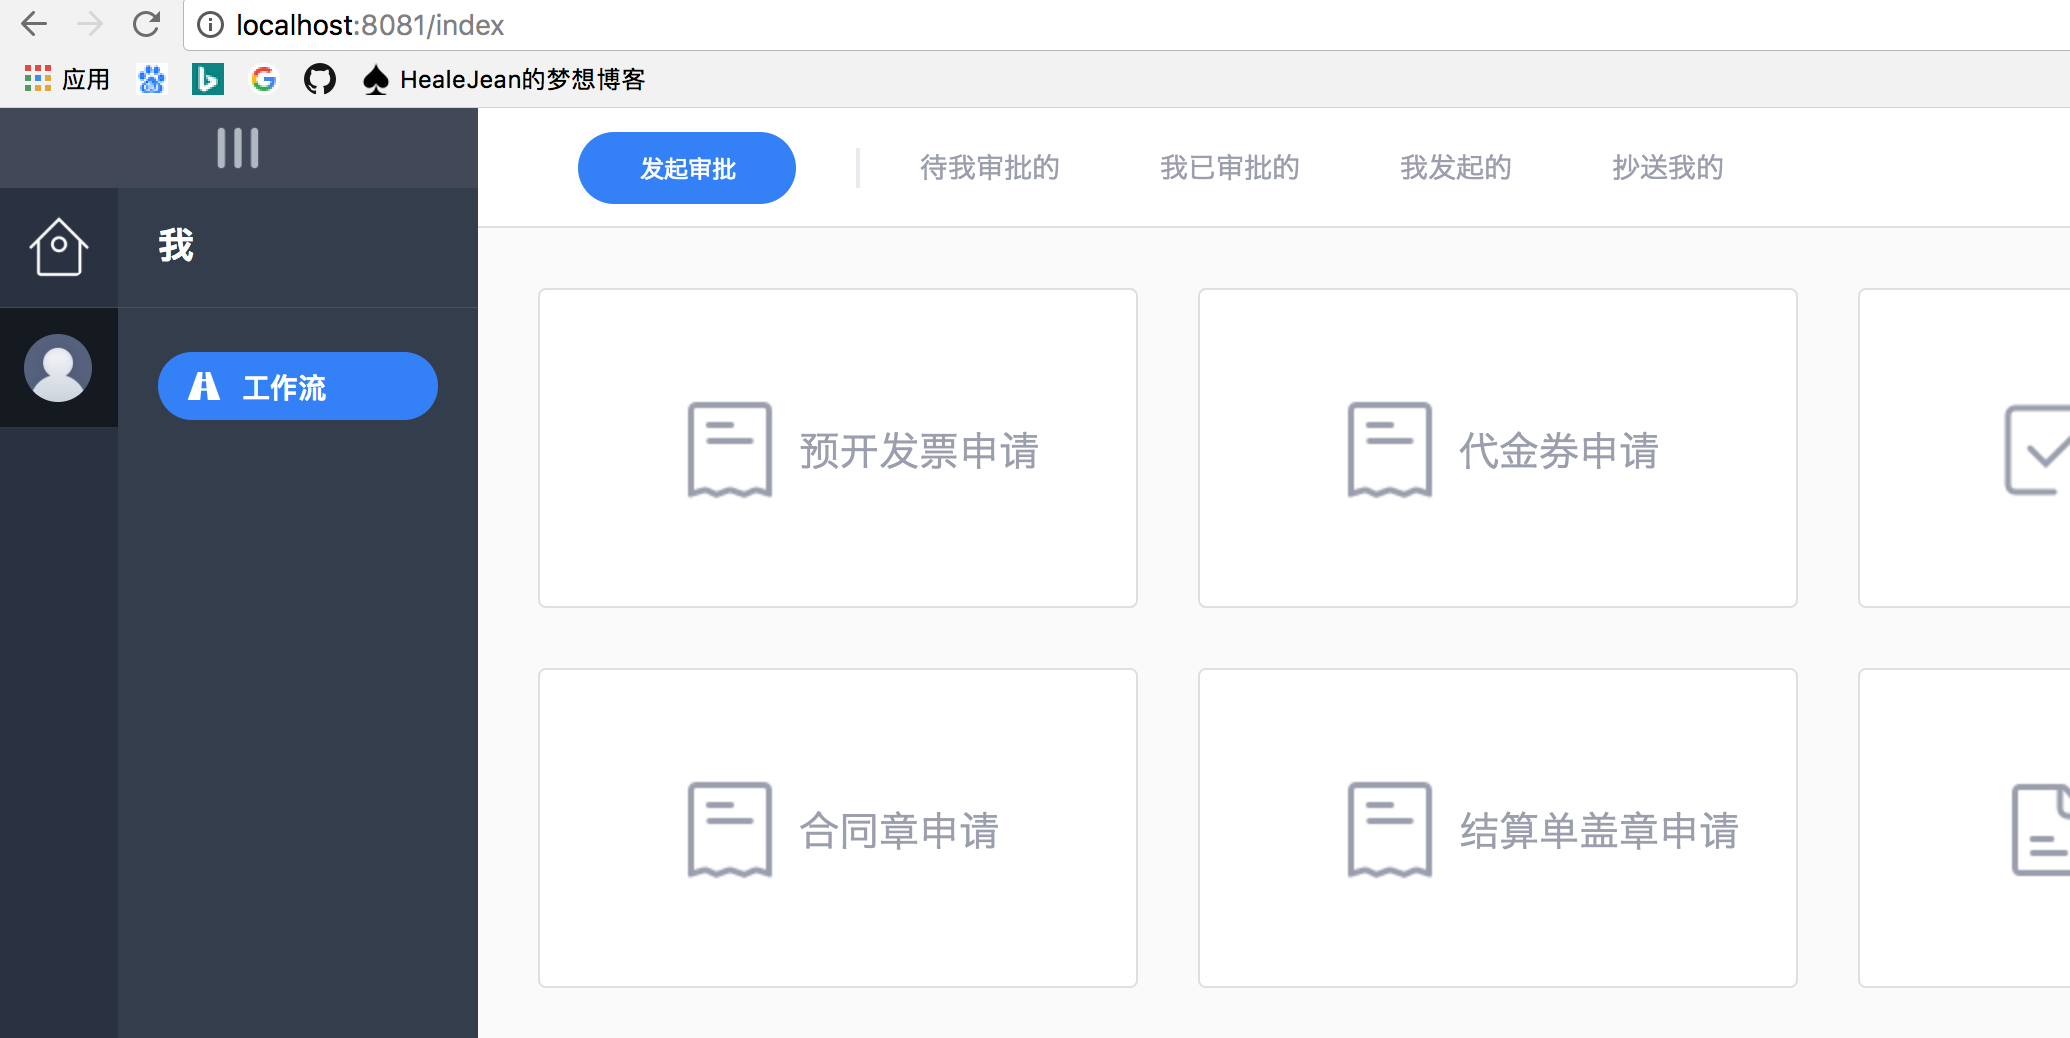 localhost:8081/index
应用 HealeJean的梦想博客
发起审批 待我审批的 我已审批的 我发起的 抄送我的
我
工作流
预开发票申请 代金券申请
合同章申请 结算单盖章申请